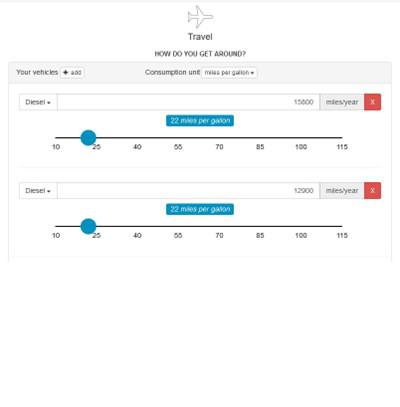 Travel
HOW DO YOU GET AROUND?
Your vehicles + add Consumption unit miles per gallon
Diesel 15600 miles/year X
22 miles per gallon
10 25 40 55 70 85 100 115
Diesel 12900 miles/year X
22 miles per gallon
10 25 40 55 70 85 100 115